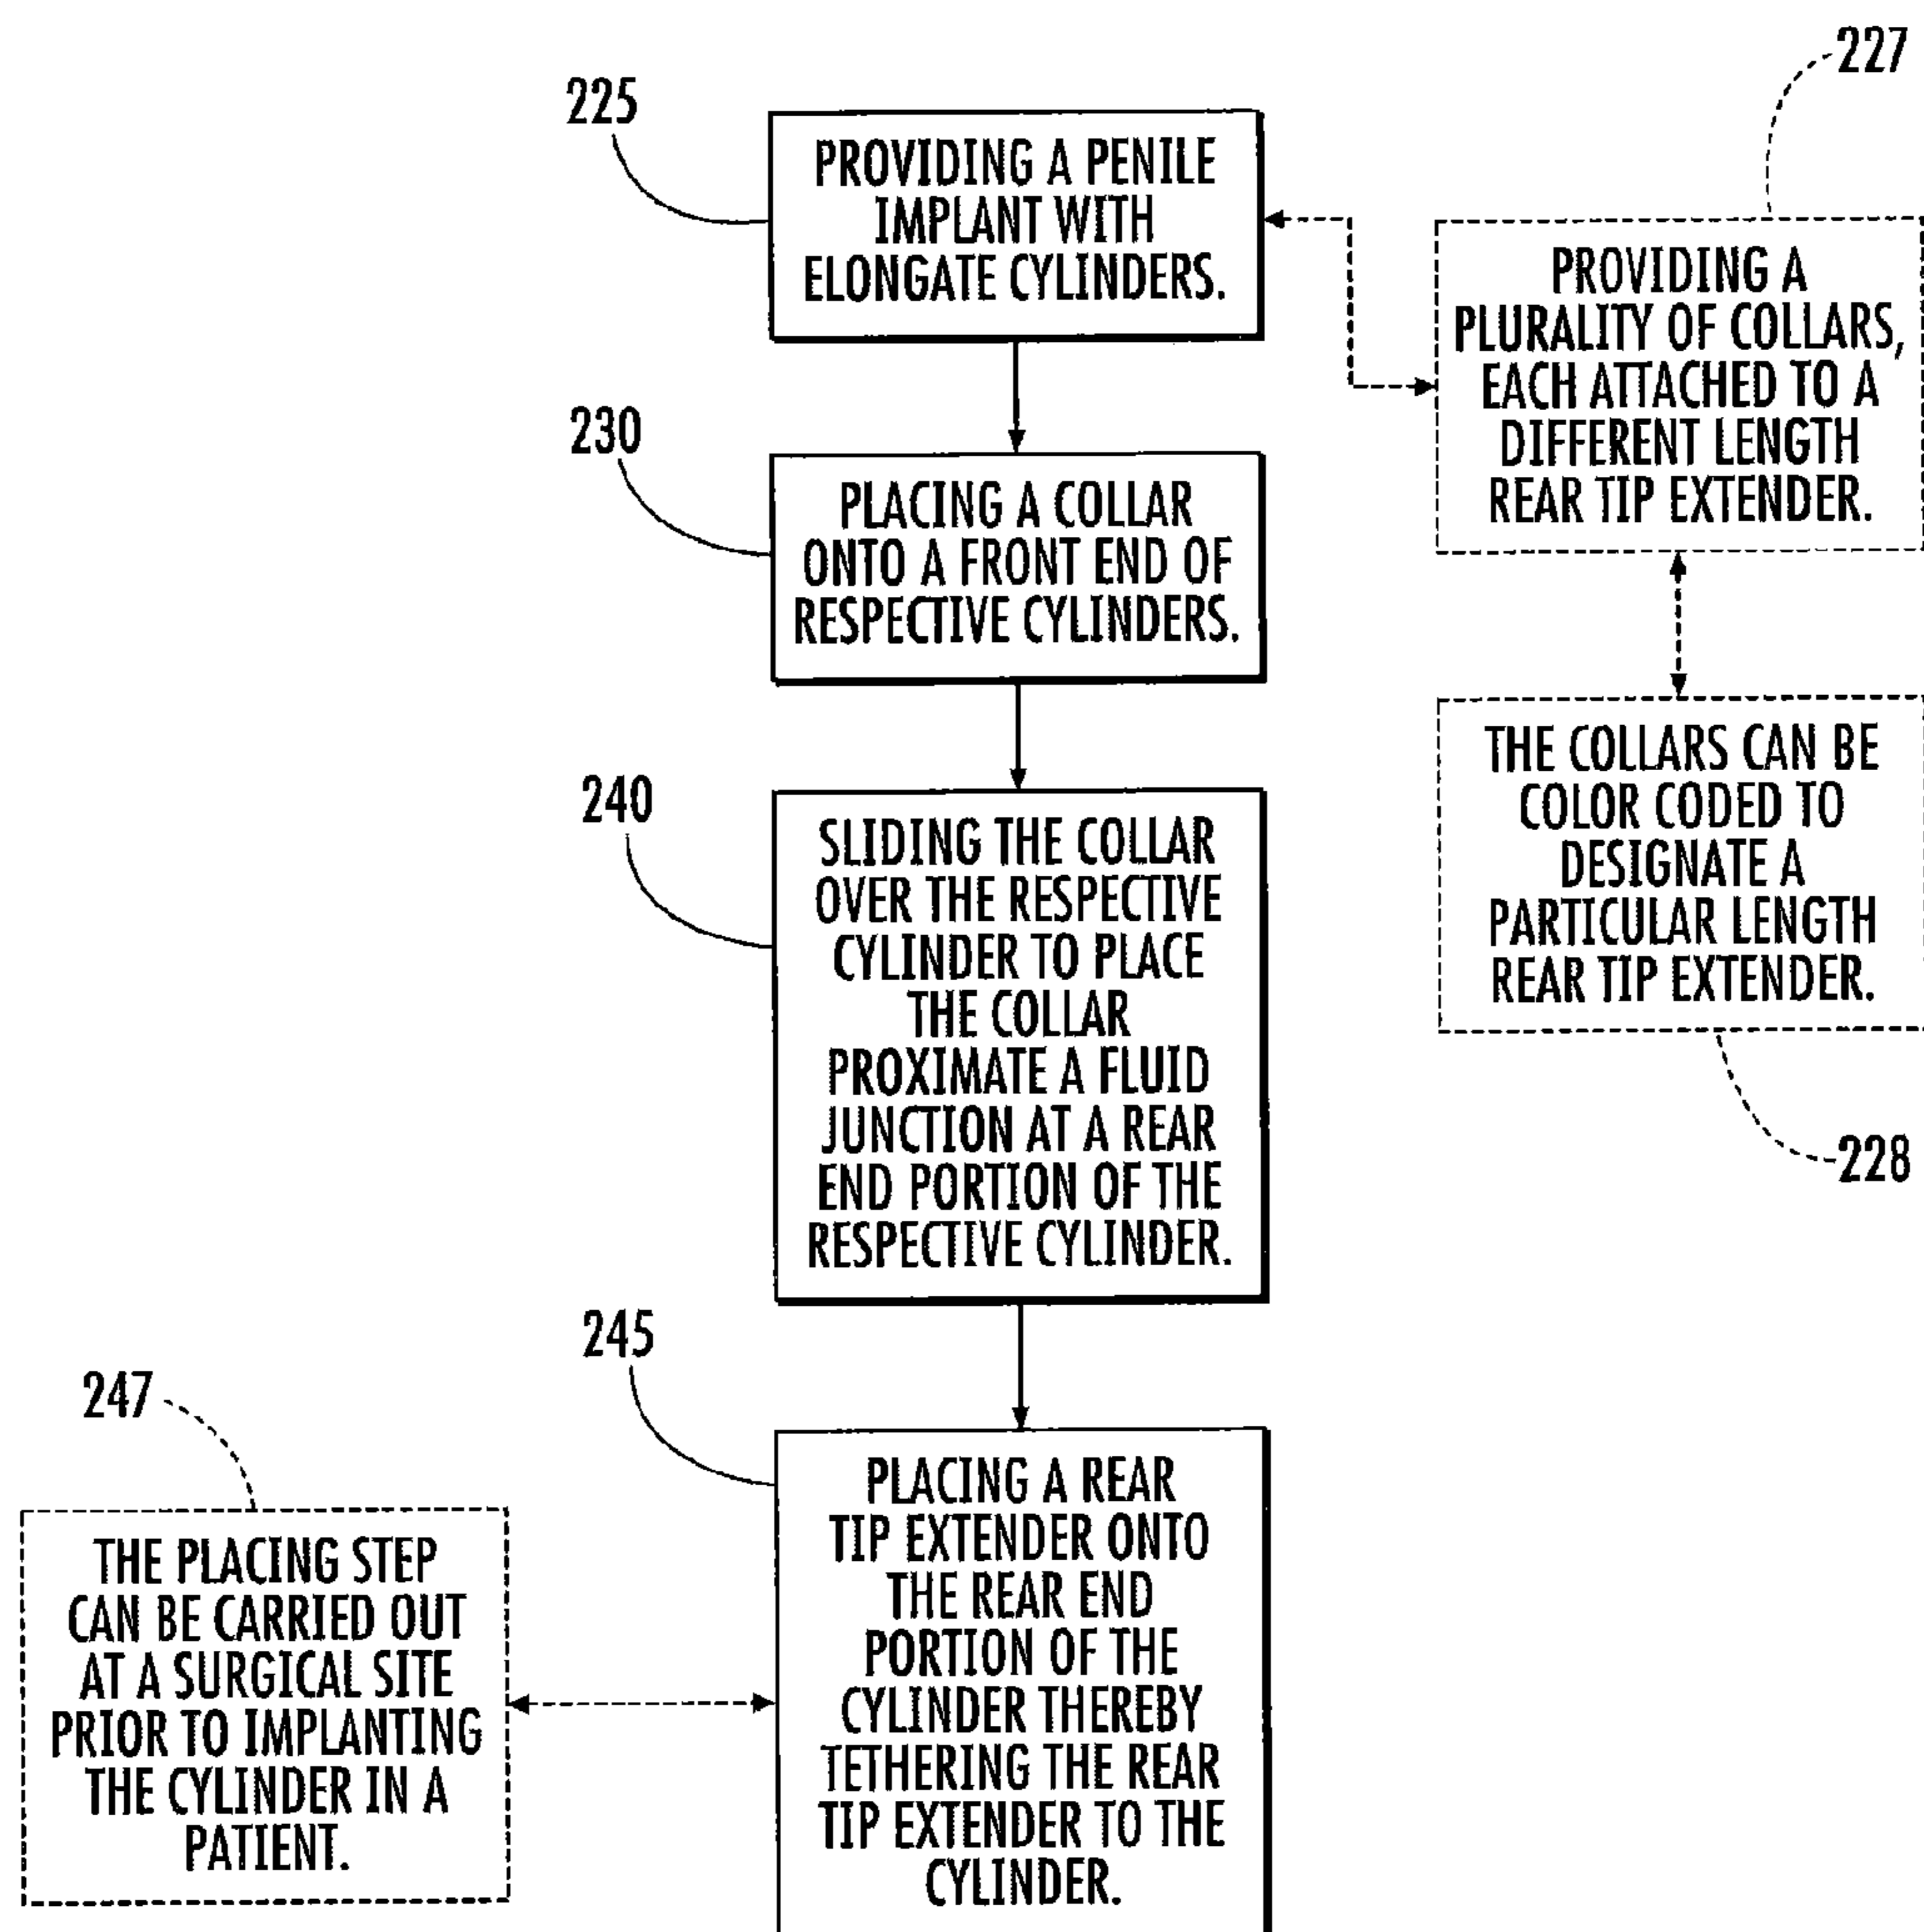 225
PROVIDING A PENILE
IMPLANT WITH
ELONGATE CYLINDERS.
227
PROVIDING A
PLURALITY OF COLLARS,
EACH ATTACHED TO A
DIFFERENT LENGTH
REAR TIP EXTENDER.
228
THE COLLARS CAN BE
COLOR CODED TO
DESIGNATE A
PARTICULAR LENGTH
REAR TIP EXTENDER.
230
PLACING A COLLAR
ONTO A FRONT END OF
RESPECTIVE CYLINDERS.
240
SLIDING THE COLLAR
OVER THE RESPECTIVE
CYLINDER TO PLACE
THE COLLAR
PROXIMATE A FLUID
JUNCTION AT A REAR
END PORTION OF THE
RESPECTIVE CYLINDER.
245
PLACING A REAR
TIP EXTENDER ONTO
THE REAR END
PORTION OF THE
CYLINDER THEREBY
TETHERING THE REAR
TIP EXTENDER TO THE
CYLINDER.
247
THE PLACING STEP
CAN BE CARRIED OUT
AT A SURGICAL SITE
PRIOR TO IMPLANTING
THE CYLINDER IN A
PATIENT.